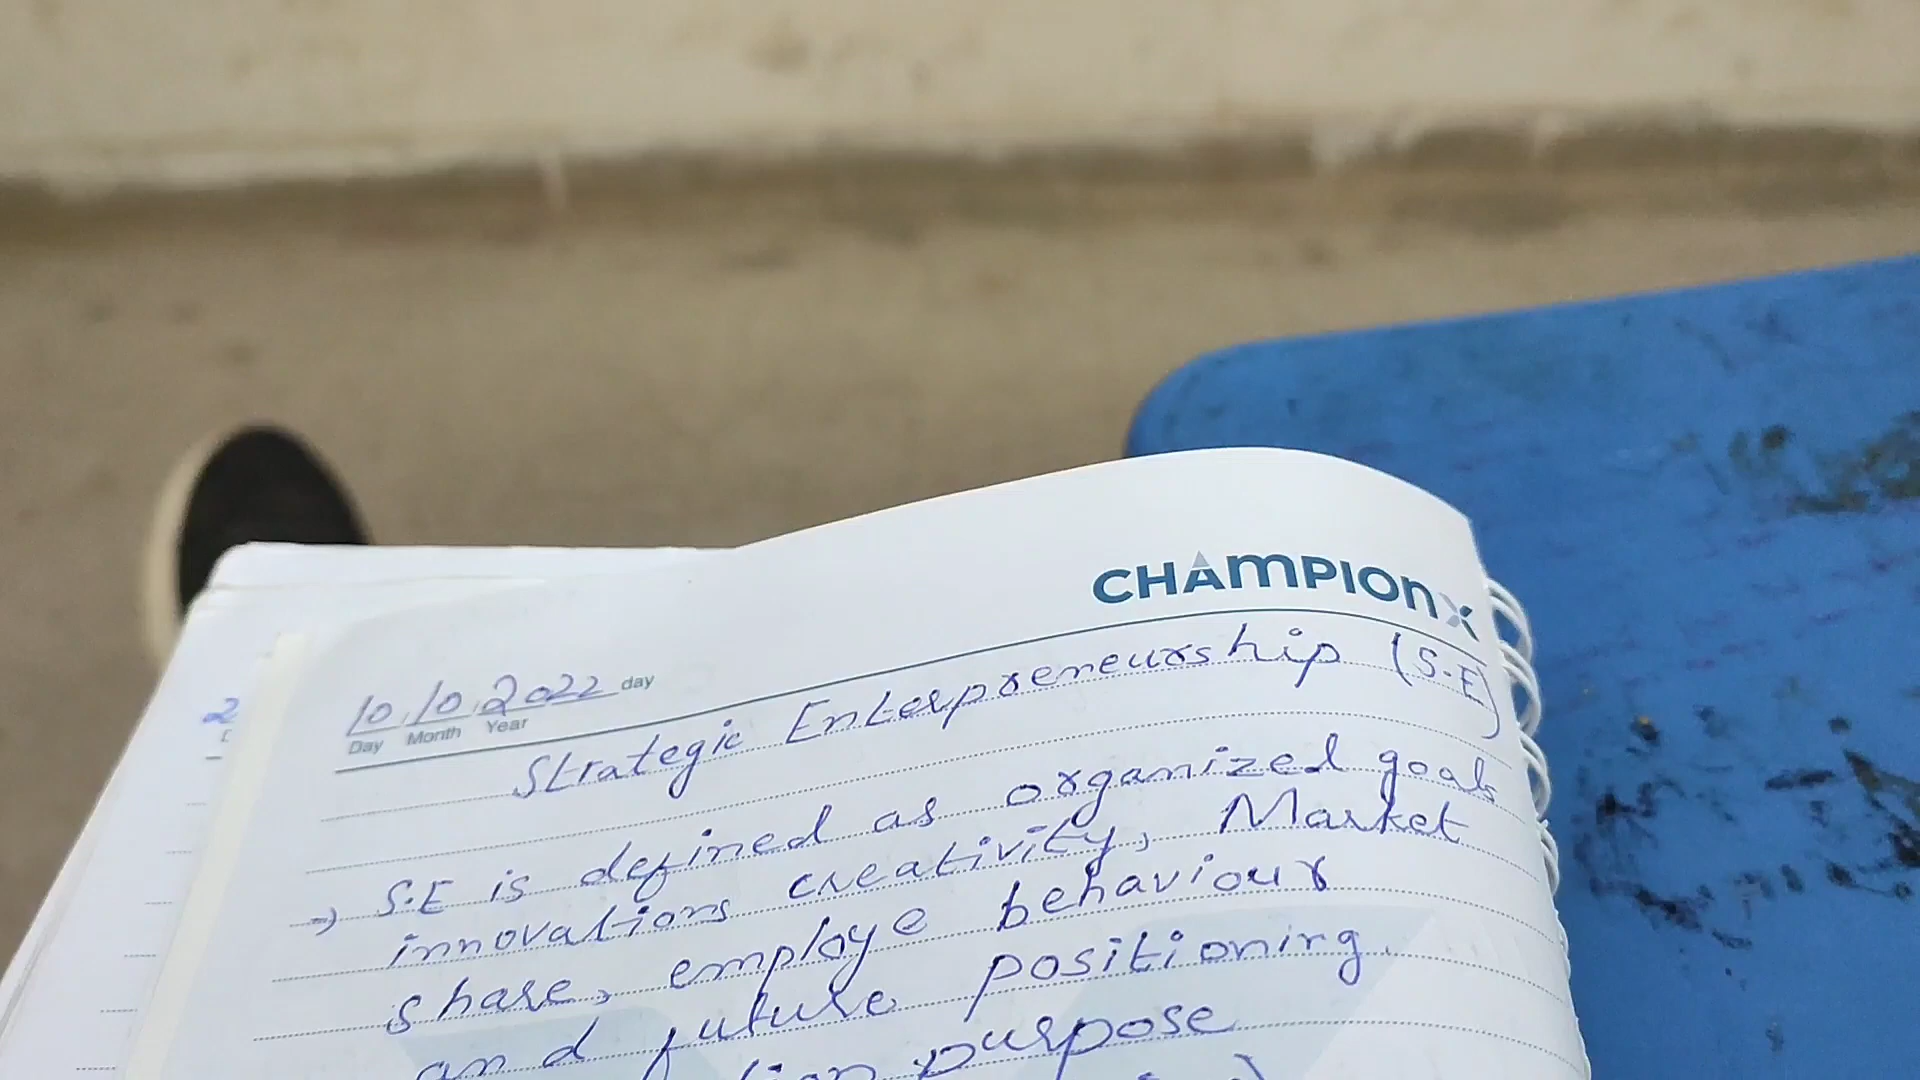 CHAMPIONX
10 10 2022 day
Day Month Year
Strategic Enterpreneurship (S.E)
→ S.E is defined as organized goals
innovations creativity, Market
share, employe behaviour
and future positioning.
purpose